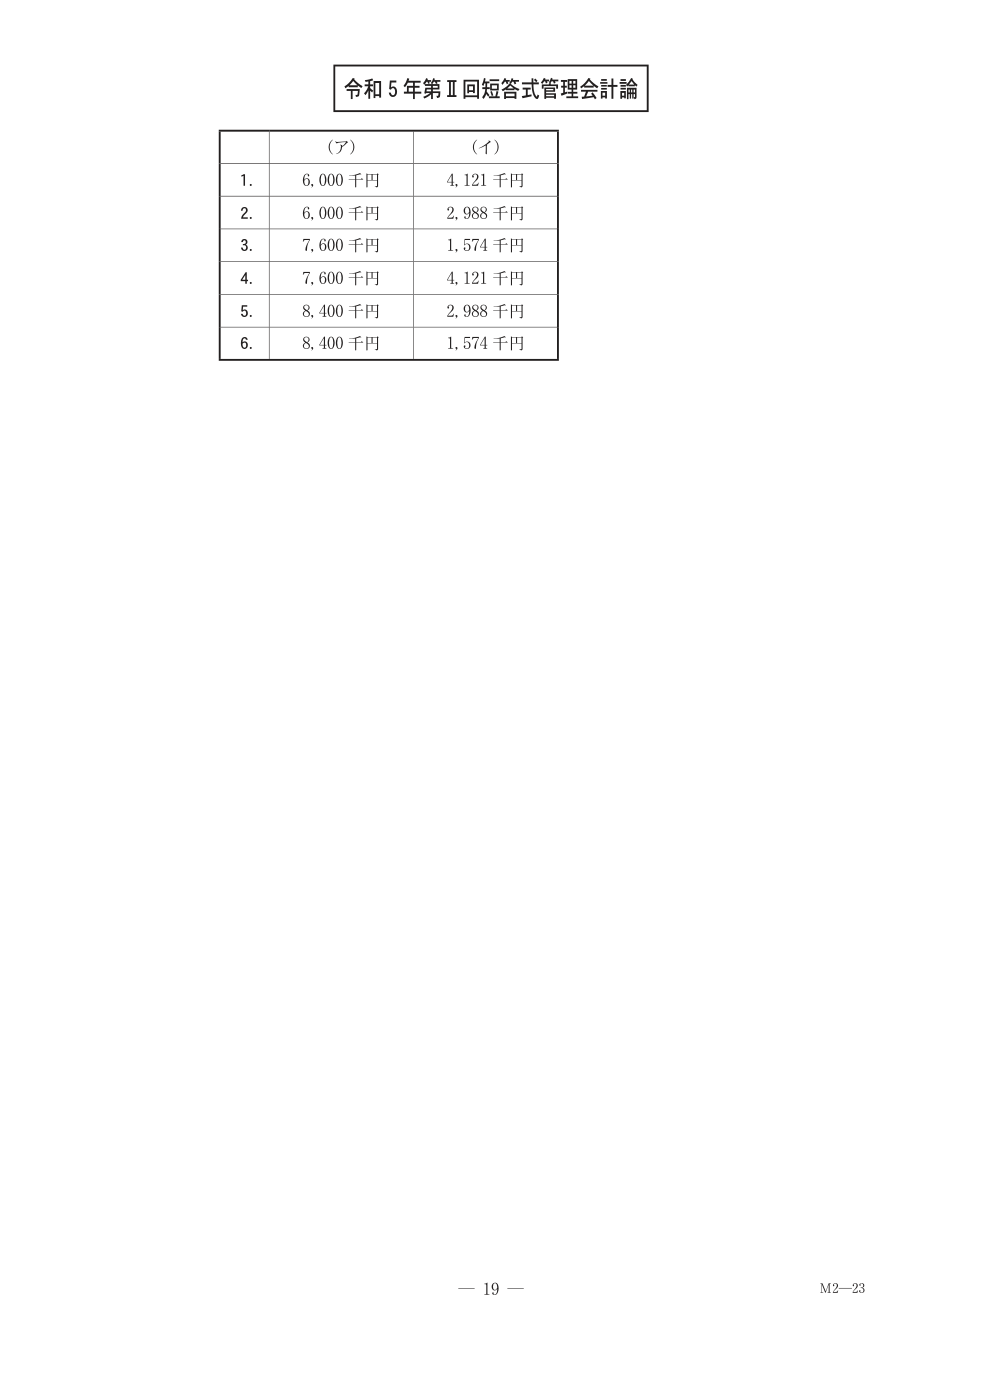 令和5年第Ⅱ回短答式管理会計論
(ア) (イ)
1. 6,000千円 4,121千円
2. 6,000千円 2,988千円
3. 7,600千円 1,574千円
4. 7,600千円 4,121千円
5. 8,400千円 2,988千円
6. 8,400千円 1,574千円
― 19 ― M2―23